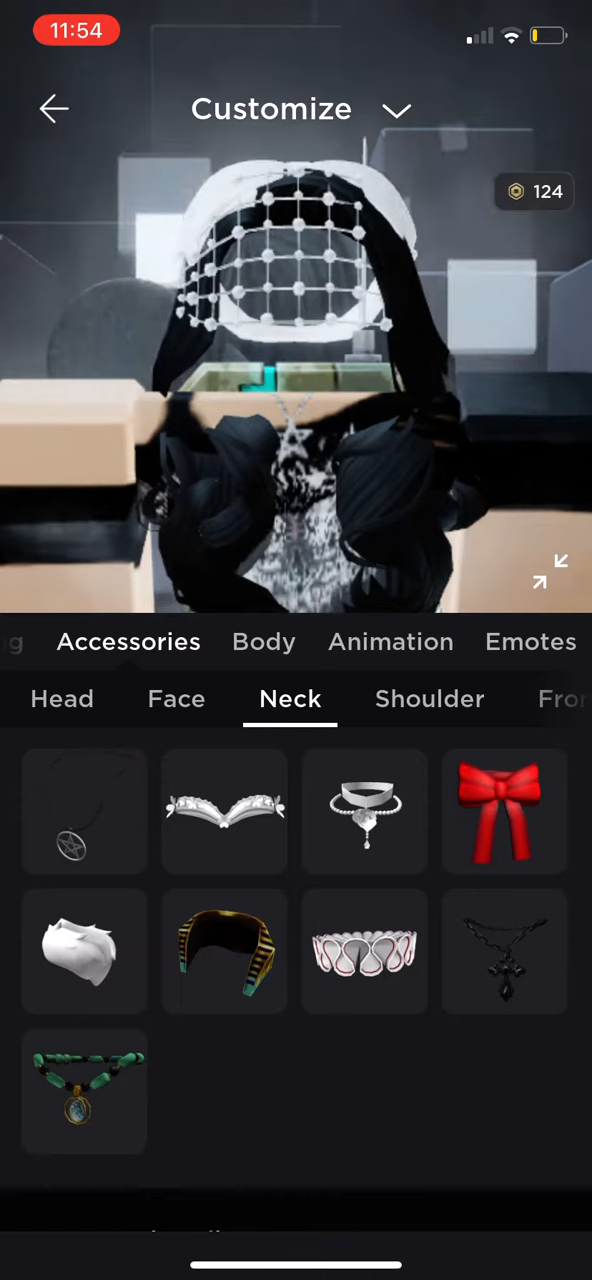 11:54
Customize
124
Accessories Body Animation Emotes
Head Face Neck Shoulder